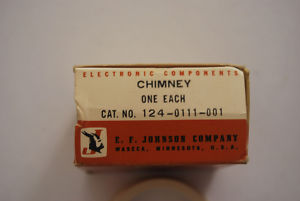 ELECTRONIC COMPONENTS
CHIMNEY
ONE EACH
CAT. NO. 124-0111-001
E. F. JOHNSON COMPANY
WASECA, MINNESOTA, U.S.A.